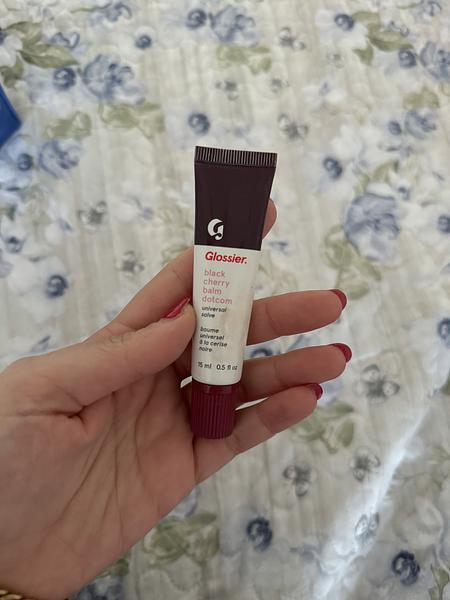 G
Glossier.
black
cherry
balm
dotcom
universal
salve
baume
universel
à la cerise
noire
15 ml 0.5 fl oz